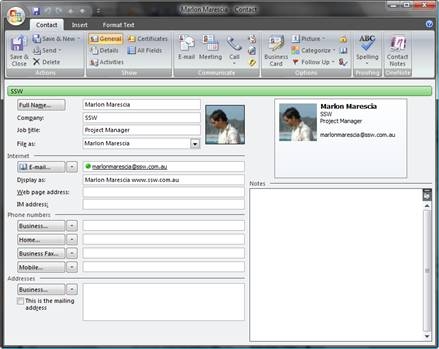 Marlon Marescia - Contact
Contact Insert Format Text
Save & Close
Save & New
Send
Delete
Actions
General
Details
Activities
Certificates
All Fields
Show
E-mail
Meeting
Call
Communicate
Business Card
Picture
Categorize
Follow Up
Options
ABC
Spelling
Proofing
Contact Notes
OneNote
SSW
Full Name... Marlon Marescia
Company: SSW
Job title: Project Manager
File as: Marlon Marescia
Internet
E-mail... marlonmarescia@ssw.com.au
Display as: Marlon Marescia www.ssw.com.au
Web page address:
IM address:
Phone numbers
Business...
Home...
Business Fax...
Mobile...
Addresses
Business...
This is the mailing address
Marlon Marescia
SSW
Project Manager
marlonmarescia@ssw.com.au
Notes